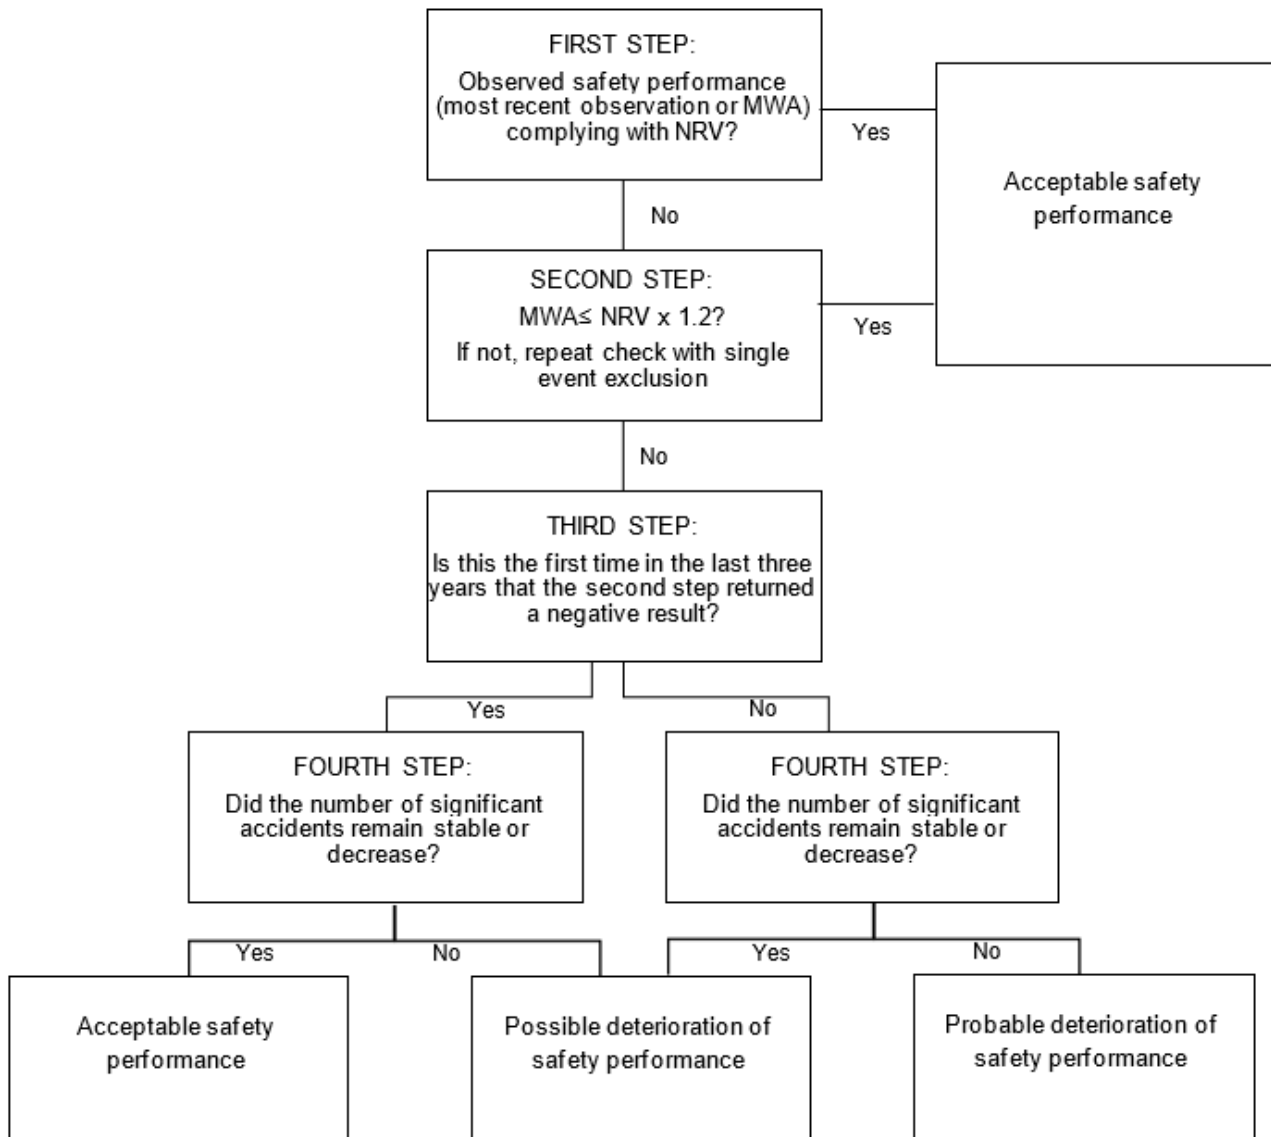 FIRST STEP:
Observed safety performance
(most recent observation or MWA)
complying with NRV?
Yes
Acceptable safety
performance
No
SECOND STEP:
MWA≤ NRV x 1.2?
If not, repeat check with single
event exclusion
Yes
No
THIRD STEP:
Is this the first time in the last three
years that the second step returned
a negative result?
Yes
No
FOURTH STEP:
Did the number of significant
accidents remain stable or
decrease?
FOURTH STEP:
Did the number of significant
accidents remain stable or
decrease?
Yes
No
Yes
No
Acceptable safety
performance
Possible deterioration of
safety performance
Probable deterioration of
safety performance